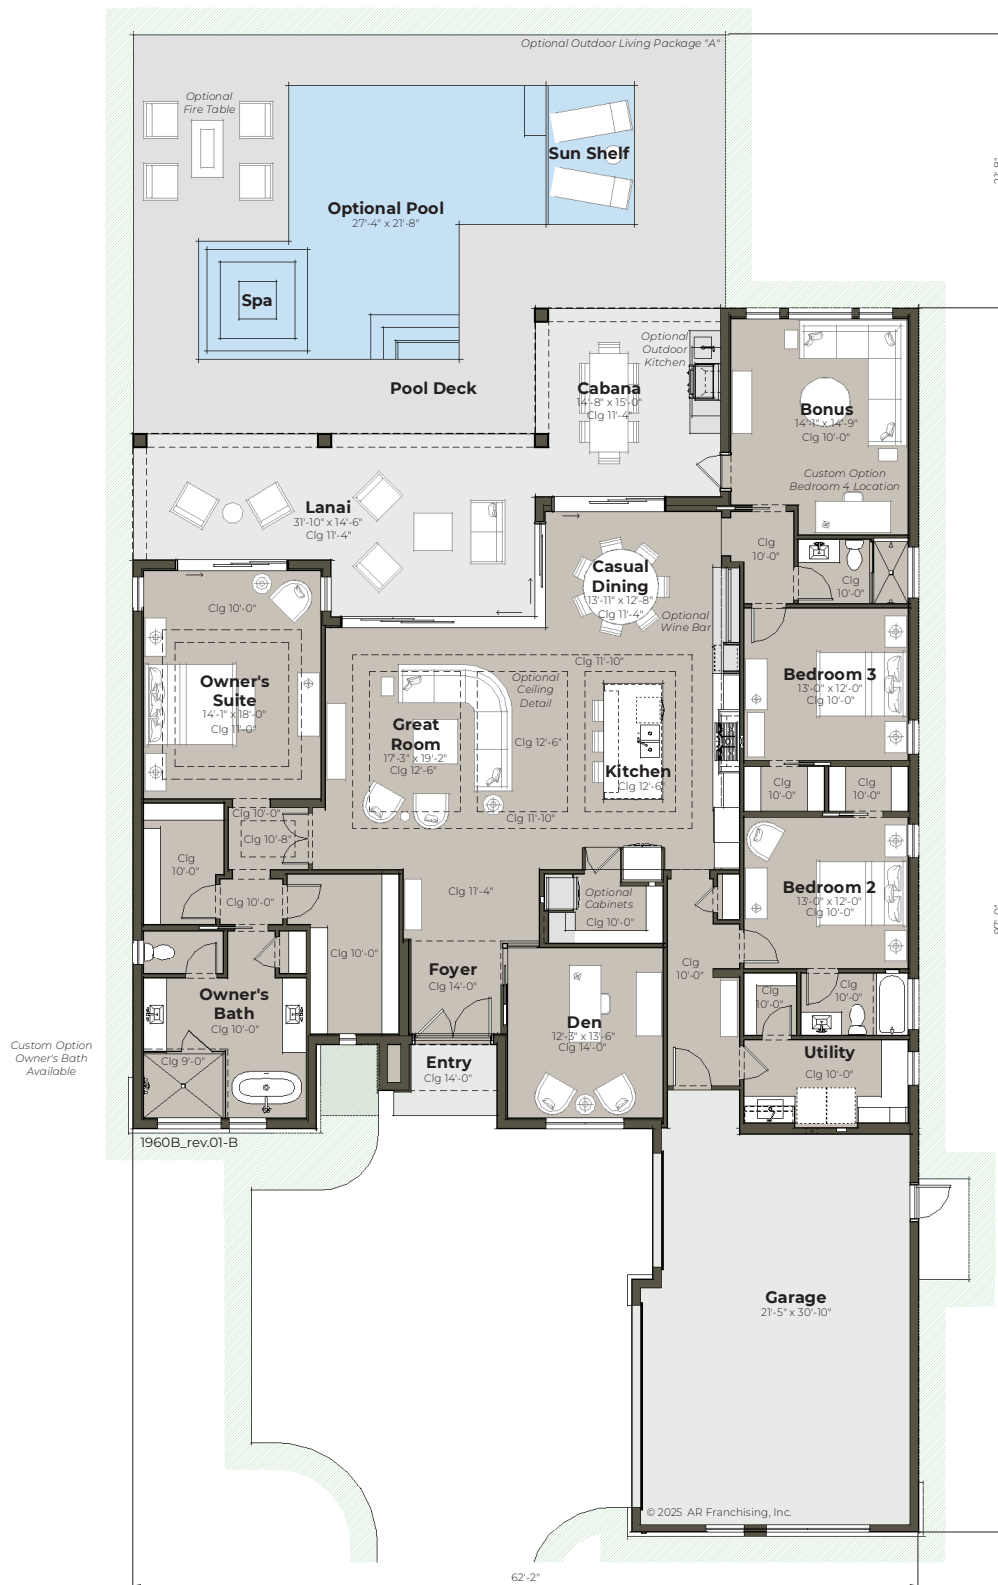 Optional Outdoor Living Package "A"
Optional
Fire Table
Sun Shelf
Optional Pool
27'-4" x 21'-8"
Spa
Pool Deck
Optional
Outdoor
Kitchen
Cabana
14'-8" x 15'-0"
Clg 11'-4"
Bonus
14'-1" x 14'-9"
Clg 10'-0"
Custom Option
Bedroom 4 Location
Lanai
31'-10" x 14'-6"
Clg 11'-4"
Clg
10'-0"
Clg
10'-0"
Casual
Dining
13'-11" x 12'-8"
Clg 11'-4"
Optional
Wine Bar
Clg 10'-0"
Owner's
Suite
14'-1" x 18'-0"
Clg 11'-0"
Clg 11'-10"
Optional
Ceiling
Detail
Great
Room
17'-3" x 19'-2"
Clg 12'-6"
Clg 12'-6"
Kitchen
Clg 12'-6"
Clg 11'-10"
Bedroom 3
13'-0" x 12'-0"
Clg 10'-0"
Clg
10'-0"
Clg
10'-0"
Clg 10'-0"
Clg 10'-8"
Clg
10'-0"
Clg 10'-0"
Clg 11'-4"
Optional
Cabinets
Clg 10'-0"
Bedroom 2
13'-0" x 12'-0"
Clg 10'-0"
Clg 10'-0"
Foyer
Clg 14'-0"
Clg
10'-0"
Clg
10'-0"
Clg
10'-0"
Owner's
Bath
Clg 10'-0"
Den
12'-3" x 13'-6"
Clg 14'-0"
Custom Option
Owner's Bath
Available
Clg 9'-0"
Entry
Clg 14'-0"
Utility
Clg 10'-0"
1960B_rev.01-B
Garage
21'-5" x 30'-10"
© 2025 AR Franchising, Inc.
62'-2"